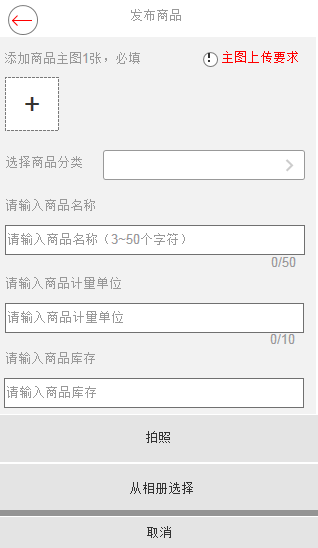 发布商品
添加商品主图1张，必填
主图上传要求
+
选择商品分类
请输入商品名称
请输入商品名称（3~50个字符）
0/50
请输入商品计量单位
请输入商品计量单位
0/10
请输入商品库存
请输入商品库存
拍照
从相册选择
取消